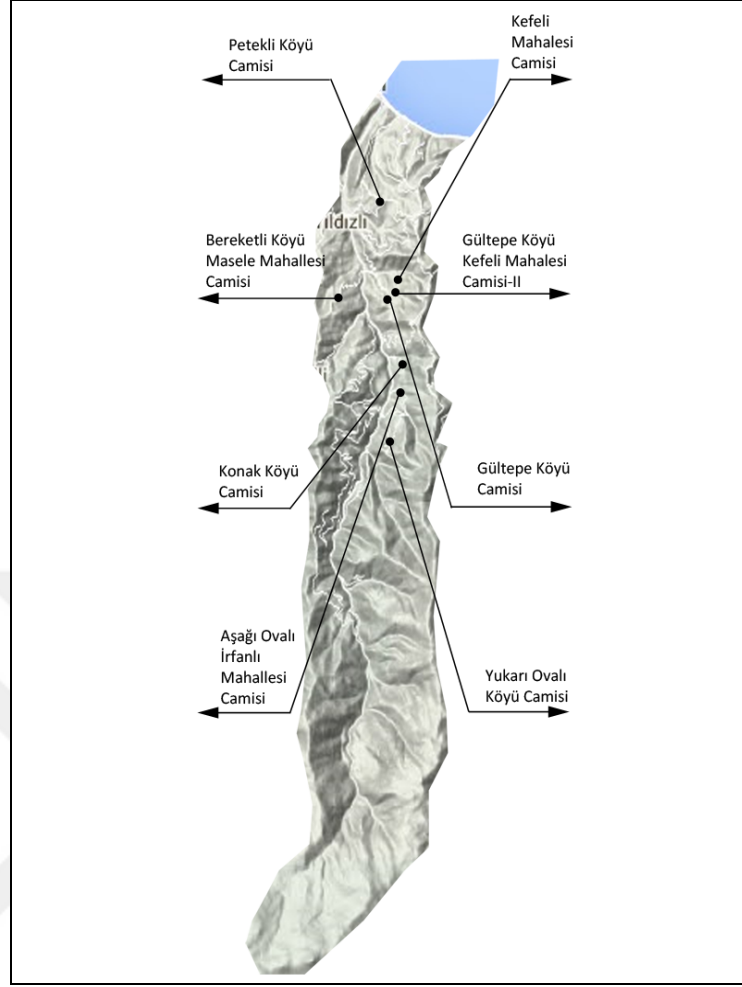 Kefeli
Mahalesi
Camisi
Petekli Köyü
Camisi
ıldızlı
Bereketli Köyü
Masele Mahallesi
Camisi
Gültepe Köyü
Kefeli Mahalesi
Camisi-II
Konak Köyü
Camisi
Gültepe Köyü
Camisi
Aşağı Ovalı
İrfanlı
Mahallesi
Camisi
Yukarı Ovalı
Köyü Camisi